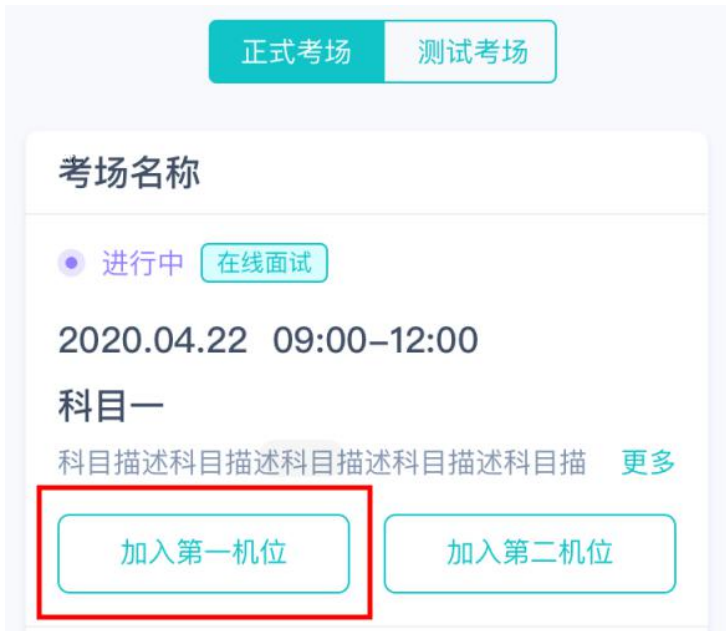 正式考场 测试考场
考场名称
进行中 在线面试
2020.04.22 09:00-12:00
科目一
科目描述科目描述科目描述科目描述科目描 更多
加入第一机位 加入第二机位